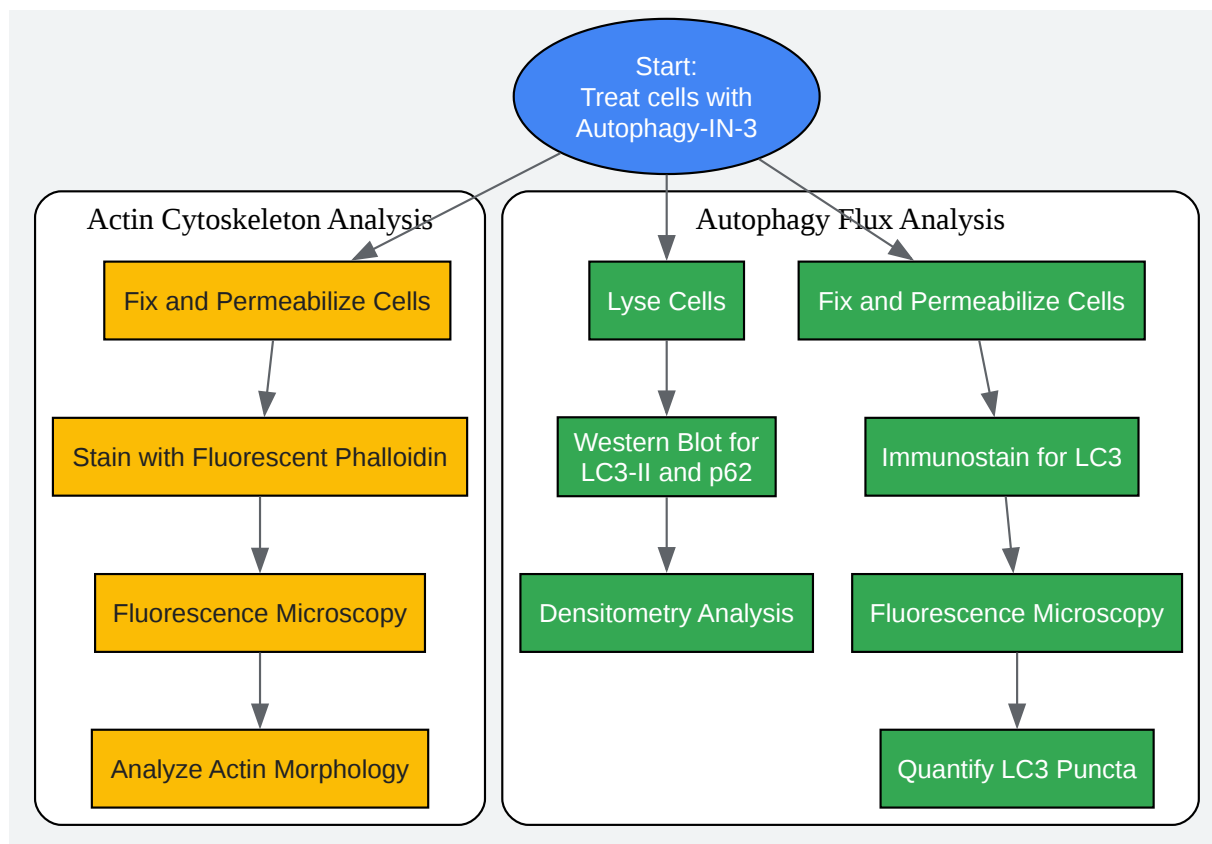 Start:
Treat cells with
Autophagy-IN-3
Actin Cytoskeleton Analysis
Fix and Permeabilize Cells
Stain with Fluorescent Phalloidin
Fluorescence Microscopy
Analyze Actin Morphology
Autophagy Flux Analysis
Lyse Cells
Western Blot for
LC3-II and p62
Densitometry Analysis
Fix and Permeabilize Cells
Immunostain for LC3
Fluorescence Microscopy
Quantify LC3 Puncta